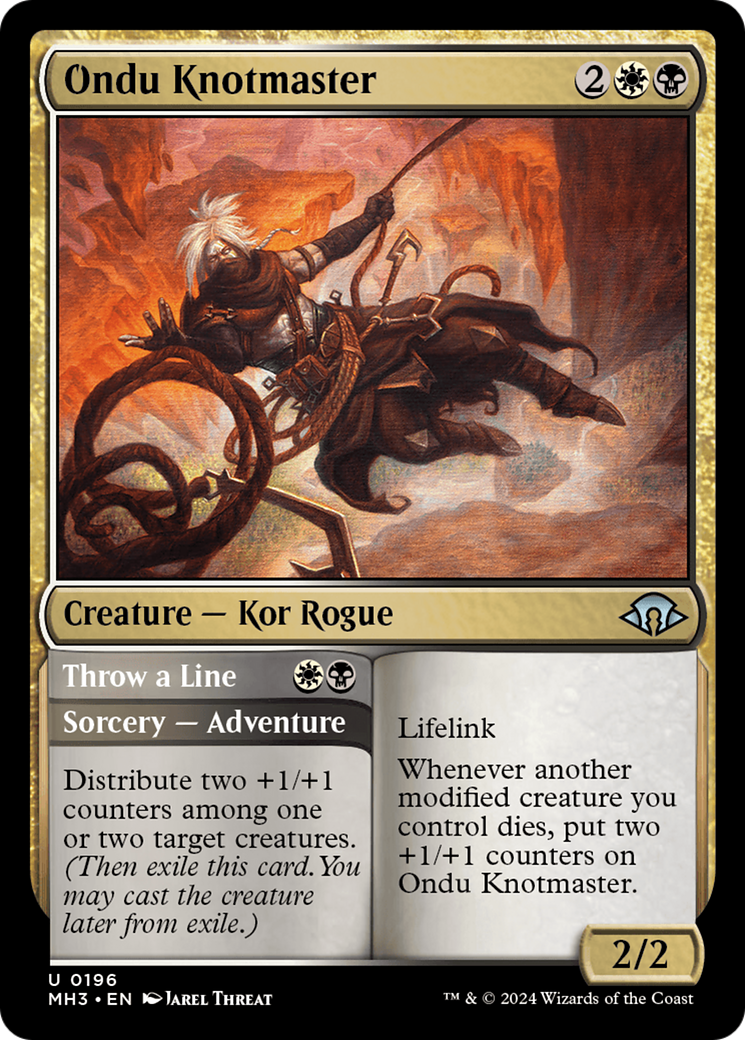 Ondu Knotmaster
2
Creature — Kor Rogue
Throw a Line
Sorcery — Adventure
Distribute two +1/+1
counters among one
or two target creatures.
(Then exile this card. You
may cast the creature
later from exile.)
Lifelink
Whenever another
modified creature you
control dies, put two
+1/+1 counters on
Ondu Knotmaster.
2/2
U 0196
MH3 • EN JAREL THREAT
™ & © 2024 Wizards of the Coast